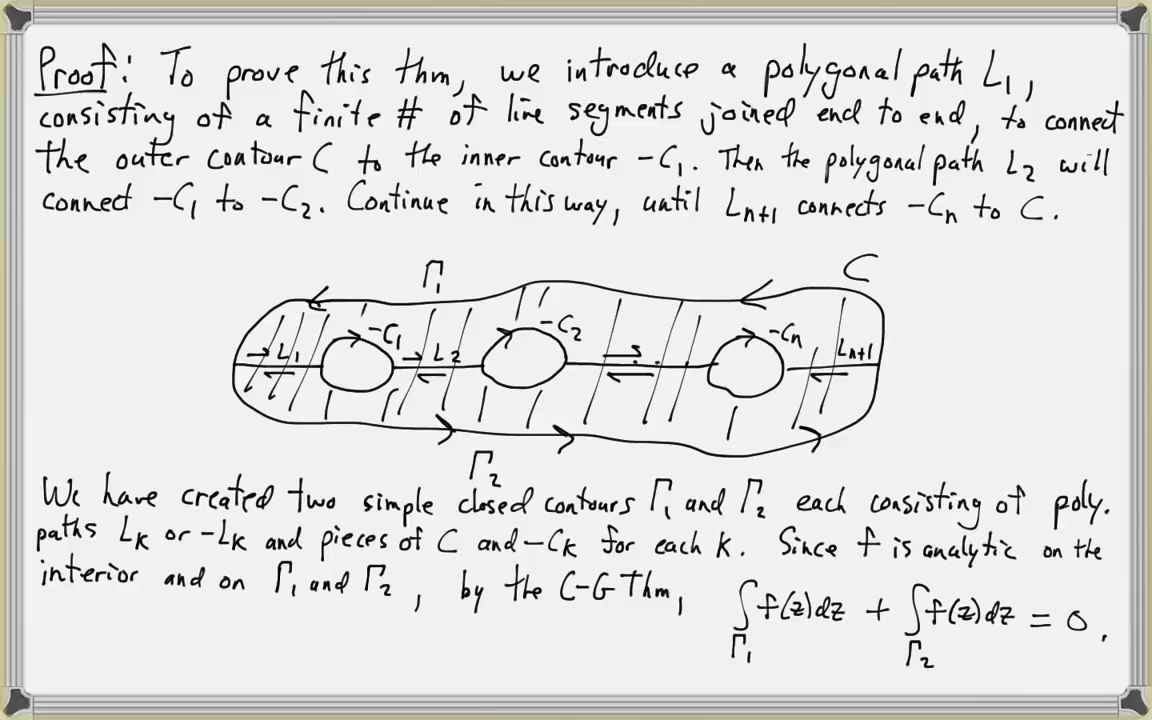 Proof: To prove this thm, we introduce a polygonal path L₁,
consisting of a finite # of line segments joined end to end, to connect
the outer contour C to the inner contour -C₁. Then the polygonal path L₂ will
connect -C₁ to -C₂. Continue in this way, until Lₙ₊₁ connects -Cₙ to C.
Γ₁ C
-C₁ -C₂ -Cₙ
L₁ L₂ Lₙ₊₁
Γ₂
We have created two simple closed contours Γ₁ and Γ₂ each consisting of poly.
paths Lₖ or -Lₖ and pieces of C and -Cₖ for each k. Since f is analytic on the
interior and on Γ₁ and Γ₂, by the C-G Thm, ∫_Γ₁ f(z)dz + ∫_Γ₂ f(z)dz = 0.